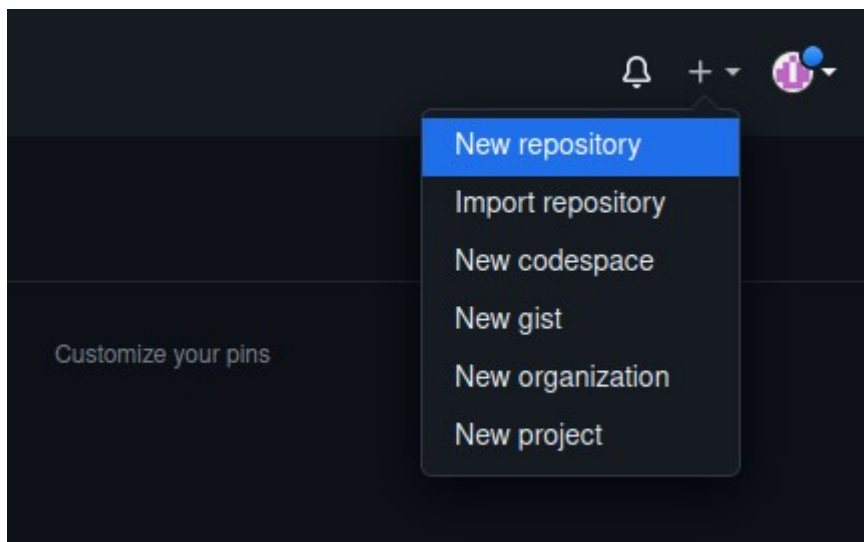 New repository
Import repository
New codespace
New gist
New organization
New project
Customize your pins